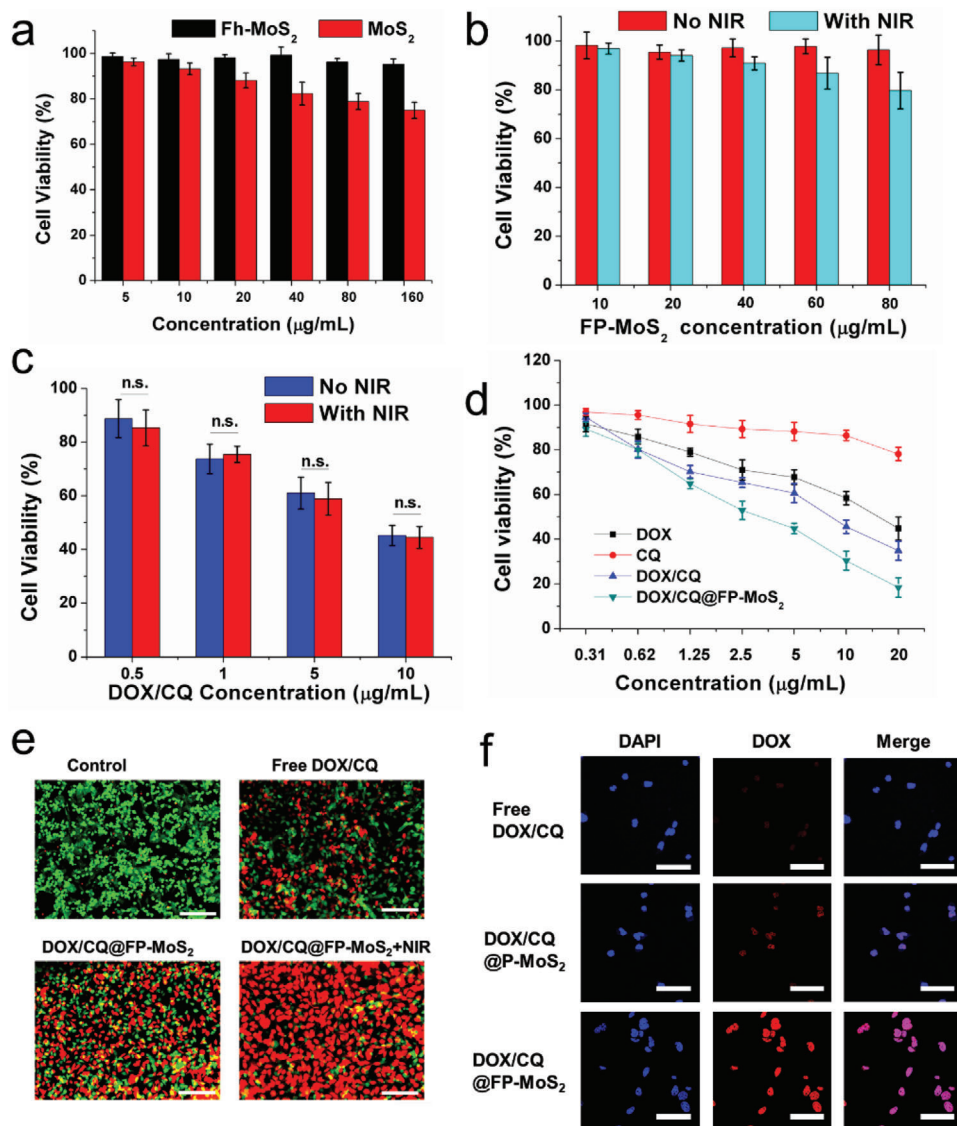 a
Fh-MoS₂
MoS₂
Cell Viability (%)
100
80
60
40
20
0
5
10
20
40
80
160
Concentration (μg/mL)
b
No NIR
With NIR
Cell Viability (%)
120
100
80
60
40
20
0
10
20
40
60
80
FP-MoS₂ concentration (μg/mL)
c
No NIR
With NIR
n.s.
n.s.
n.s.
n.s.
Cell Viability (%)
100
80
60
40
20
0
0.5
1
5
10
DOX/CQ Concentration (μg/mL)
d
Cell viability (%)
120
100
80
60
40
20
0
DOX
CQ
DOX/CQ
DOX/CQ@FP-MoS₂
0.31
0.62
1.25
2.5
5
10
20
Concentration (μg/mL)
e
Control
Free DOX/CQ
DOX/CQ@FP-MoS₂
DOX/CQ@FP-MoS₂+NIR
f
DAPI
DOX
Merge
Free
DOX/CQ
DOX/CQ
@P-MoS₂
DOX/CQ
@FP-MoS₂